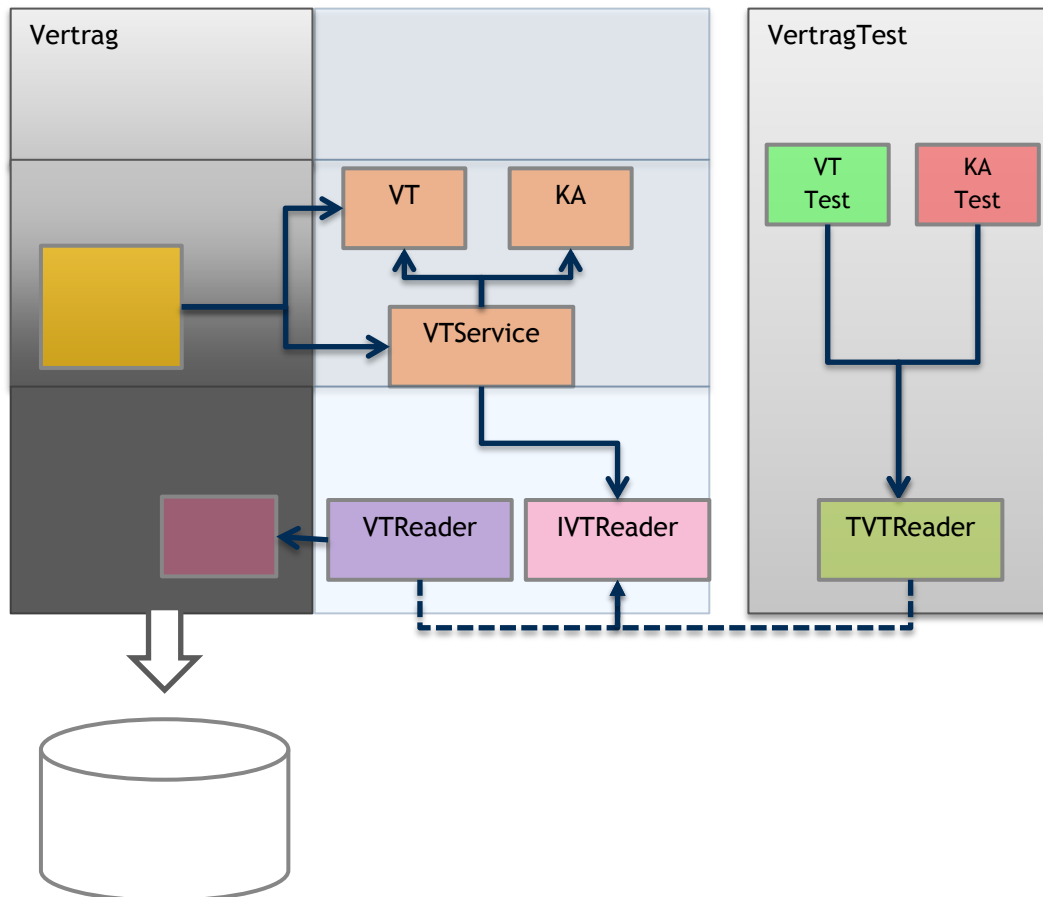 Vertrag
VertragTest
VT
KA
VT
Test
KA
Test
VTService
VTReader
IVTReader
TVTReader